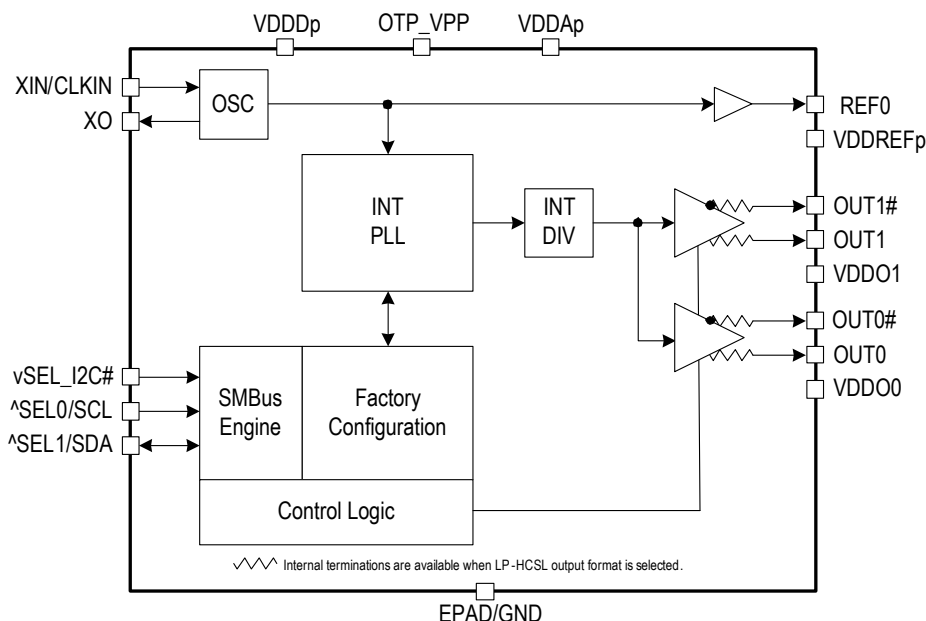 VDDDp
OTP_VPP
VDDAp
XIN/CLKIN
XO
OSC
REF0
VDDREFp
INT
PLL
INT
DIV
OUT1#
OUT1
VDDO1
OUT0#
OUT0
VDDO0
vSEL_I2C#
^SEL0/SCL
^SEL1/SDA
SMBus
Engine
Factory
Configuration
Control Logic
Internal terminations are available when LP-HCSL output format is selected.
EPAD/GND